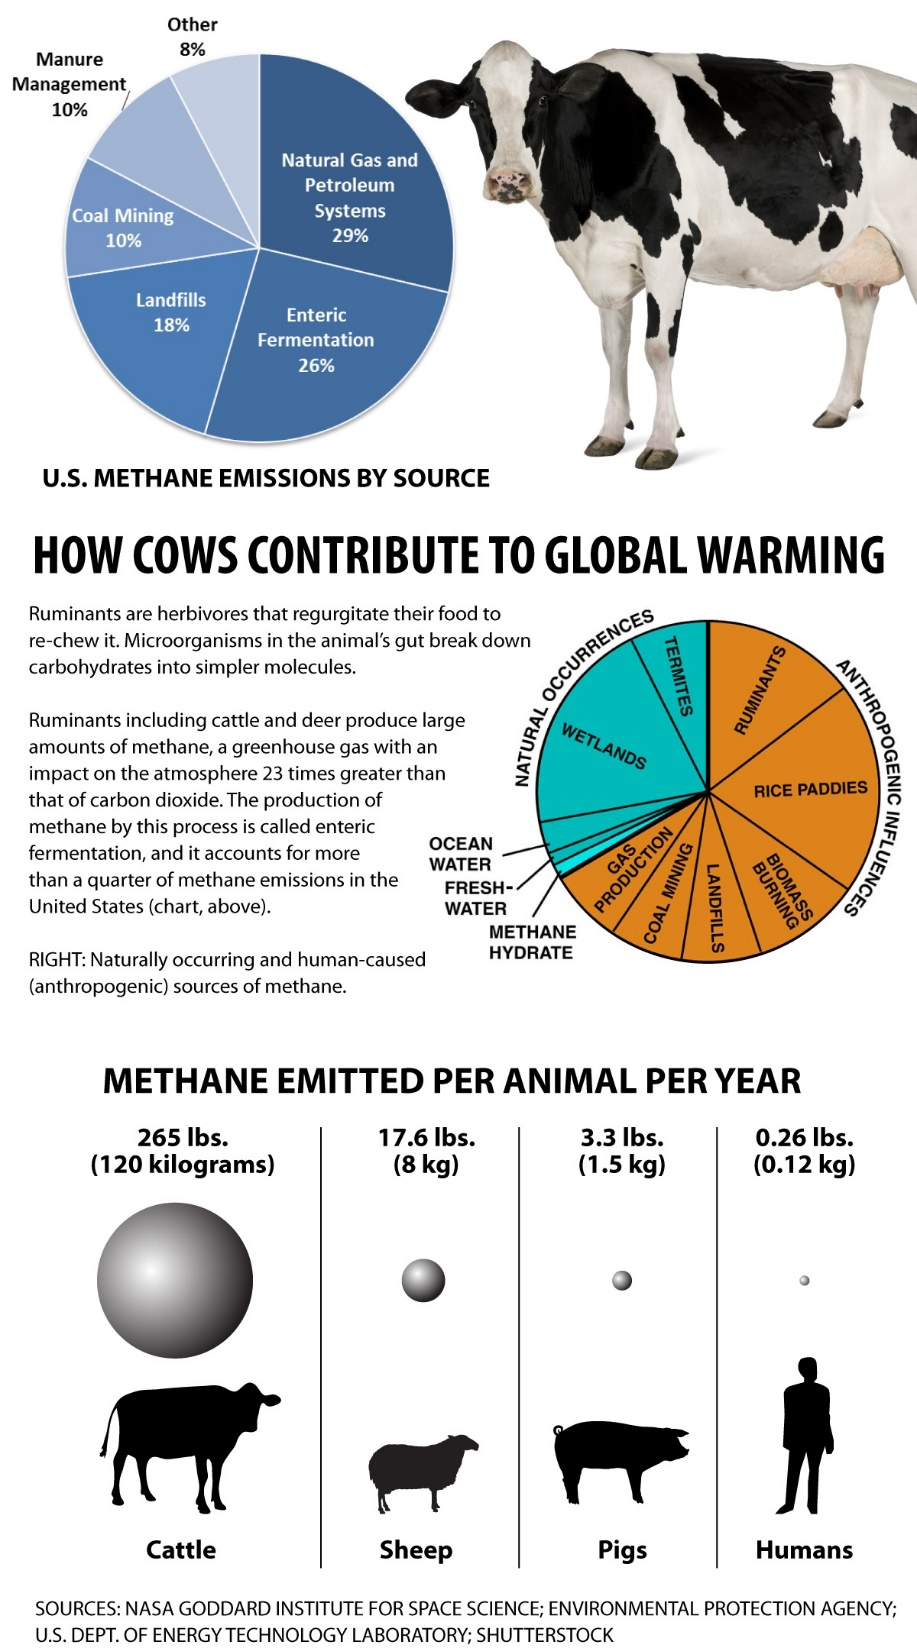 Other
8%
Manure
Management
10%
Natural Gas and
Petroleum
Systems
29%
Coal Mining
10%
Landfills
18%
Enteric
Fermentation
26%
U.S. METHANE EMISSIONS BY SOURCE
HOW COWS CONTRIBUTE TO GLOBAL WARMING
Ruminants are herbivores that regurgitate their food to
re-chew it. Microorganisms in the animal's gut break down
carbohydrates into simpler molecules.
Ruminants including cattle and deer produce large
amounts of methane, a greenhouse gas with an
impact on the atmosphere 23 times greater than
that of carbon dioxide. The production of
methane by this process is called enteric
fermentation, and it accounts for more
than a quarter of methane emissions in the
United States (chart, above).
RIGHT: Naturally occurring and human-caused
(anthropogenic) sources of methane.
NATURAL OCCURRENCES
ANTHROPOGENIC INFLUENCES
TERMITES
RUMINANTS
WETLANDS
RICE PADDIES
OCEAN
WATER
FRESH-
WATER
METHANE
HYDRATE
GAS
PRODUCTION
COAL MINING
LANDFILLS
BIOMASS
BURNING
METHANE EMITTED PER ANIMAL PER YEAR
265 lbs.
(120 kilograms)
17.6 lbs.
(8 kg)
3.3 lbs.
(1.5 kg)
0.26 lbs.
(0.12 kg)
Cattle
Sheep
Pigs
Humans
SOURCES: NASA GODDARD INSTITUTE FOR SPACE SCIENCE; ENVIRONMENTAL PROTECTION AGENCY;
U.S. DEPT. OF ENERGY TECHNOLOGY LABORATORY; SHUTTERSTOCK